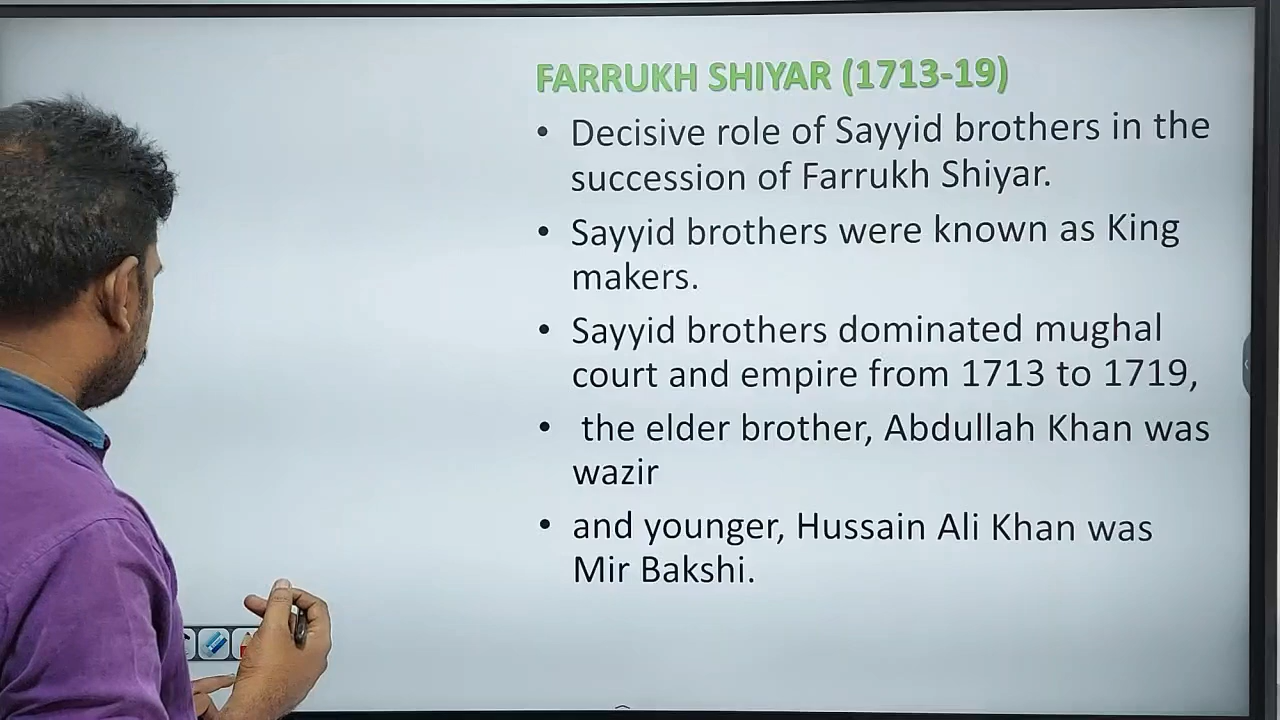 FARRUKH SHIYAR (1713-19)
• Decisive role of Sayyid brothers in the
succession of Farrukh Shiyar.
• Sayyid brothers were known as King
makers.
• Sayyid brothers dominated mughal
court and empire from 1713 to 1719,
• the elder brother, Abdullah Khan was
wazir
• and younger, Hussain Ali Khan was
Mir Bakshi.